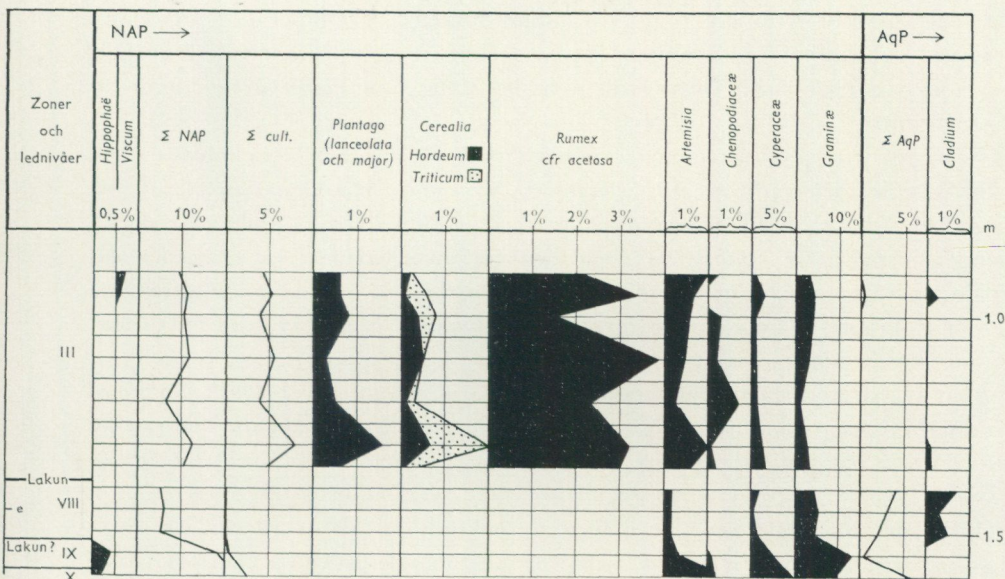 NAP → AqP →
Zoner
och
lednivåer
Hippophaë
Viscum
Σ NAP
Σ cult.
Plantago
(lanceolata
och major)
Cerealia
Hordeum
Triticum
Rumex
cfr acetosa
Artemisia
Chenopodiaceæ
Cyperaceæ
Graminæ
Σ AqP
Cladium
0,5% 10% 5% 1% 1% 1% 2% 3% 1% 1% 5% 10% 5% 1% m
1.0
III
Lakun
e VIII
1.5
Lakun? IX
X